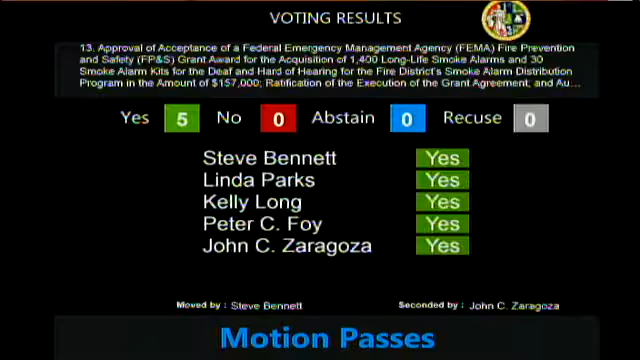 VOTING RESULTS
13. Approval of Acceptance of a Federal Emergency Management Agency (FEMA) Fire Prevention
and Safety (FP&S) Grant Award for the Acquisition of 1,400 Long-Life Smoke Alarms and 30
Smoke Alarm Kits for the Deaf and Hard of Hearing for the Fire District's Smoke Alarm Distribution
Program in the Amount of $157,000; Ratification of the Execution of the Grant Agreement; and Au...
Yes 5 No 0 Abstain 0 Recuse 0
Steve Bennett Yes
Linda Parks Yes
Kelly Long Yes
Peter C. Foy Yes
John C. Zaragoza Yes
Moved by : Steve Bennett Seconded by : John C. Zaragoza
Motion Passes